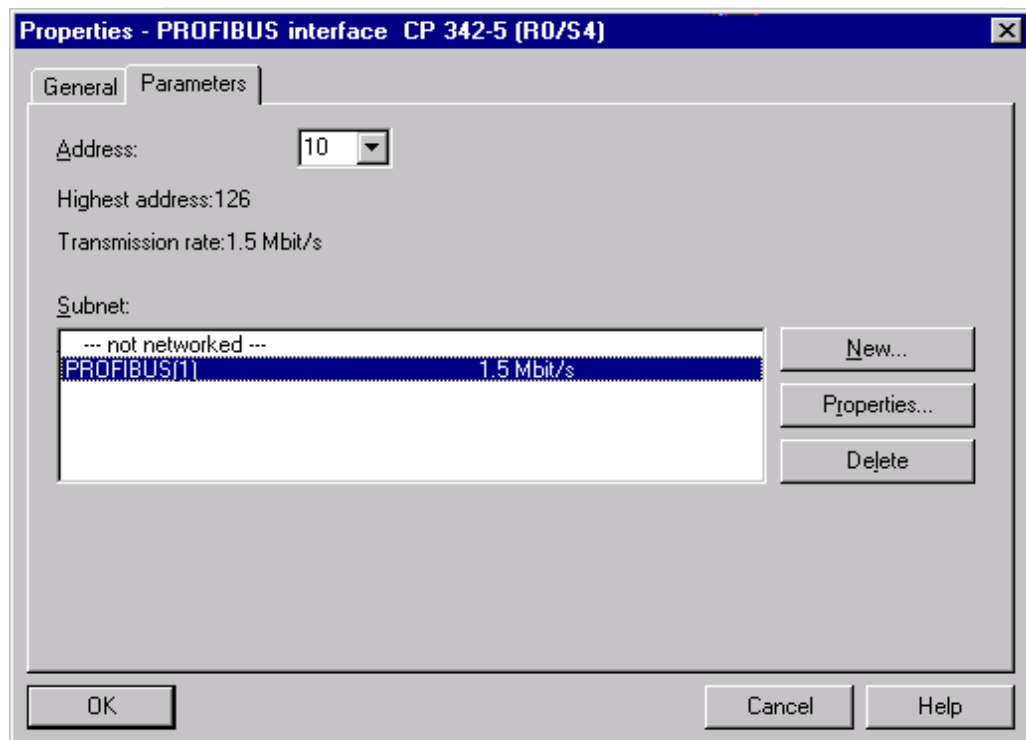 Properties - PROFIBUS interface CP 342-5 (R0/S4)
General Parameters
Address: 10
Highest address:126
Transmission rate:1.5 Mbit/s
Subnet:
--- not networked ---
PROFIBUS(1) 1.5 Mbit/s
New...
Properties...
Delete
OK Cancel Help